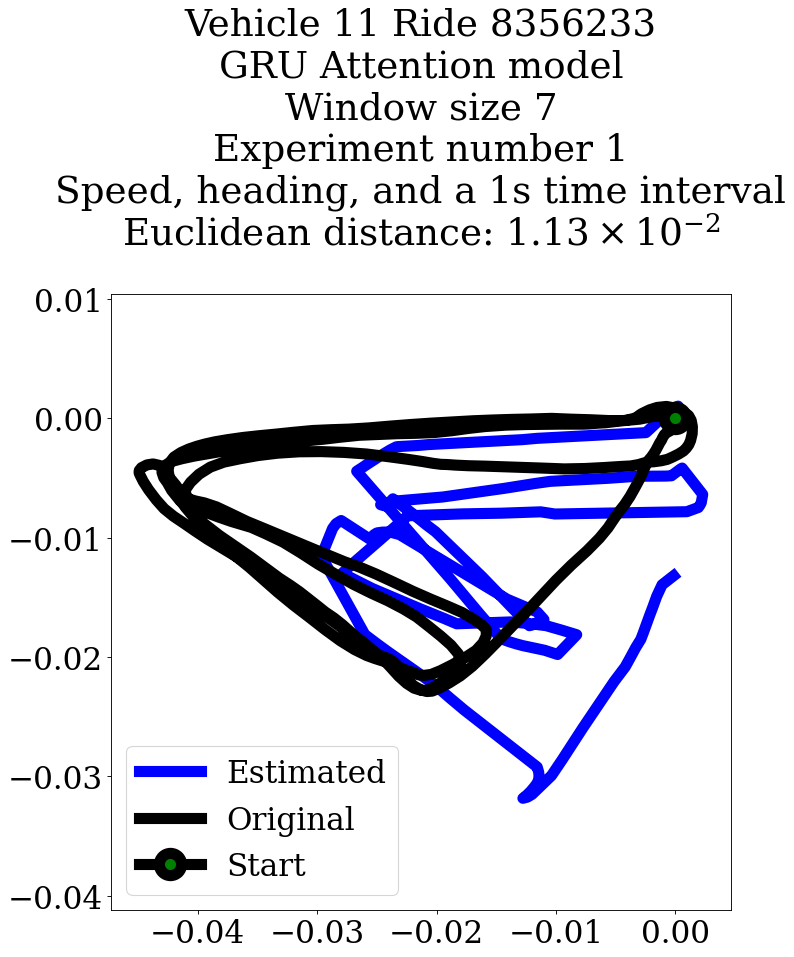 Vehicle 11 Ride 8356233
GRU Attention model
Window size 7
Experiment number 1
Speed, heading, and a 1s time interval
Euclidean distance: 1.13 × 10⁻²
0.01
0.00
−0.01
−0.02
−0.03
−0.04
Estimated
Original
Start
−0.04 −0.03 −0.02 −0.01 0.00